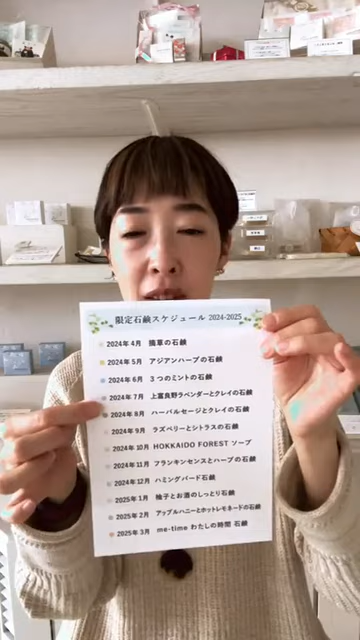 限定石鹸スケジュール 2024-2025
2024年 4月 摘草の石鹸
2024年 5月 アジアンハーブの石鹸
2024年 6月 3つのミントの石鹸
2024年 7月 上富良野ラベンダーとクレイの石鹸
2024年 8月 ハーバルセージとクレイの石鹸
2024年 9月 ラズベリーとシトラスの石鹸
2024年 10月 HOKKAIDO FOREST ソープ
2024年 11月 フランキンセンスとハーブの石鹸
2024年 12月 ハミングバード石鹸
2025年 1月 柚子とお酒のしっとり石鹸
2025年 2月 アップルハニーとホットレモネードの石鹸
2025年 3月 me-time わたしの時間 石鹸